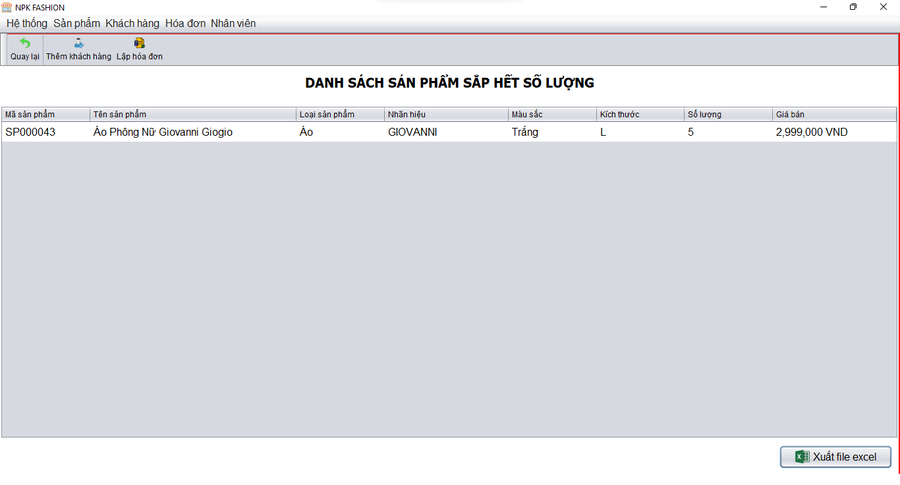 NPK FASHION
Hệ thống Sản phẩm Khách hàng Hóa đơn Nhân viên
Quay lại Thêm khách hàng Lập hóa đơn
DANH SÁCH SẢN PHẨM SẮP HẾT SỐ LƯỢNG
Mã sản phẩm Tên sản phẩm Loại sản phẩm Nhãn hiệu Màu sắc Kích thước Số lượng Giá bán
SP000043 Áo Phông Nữ Giovanni Giogio Áo GIOVANNI Trắng L 5 2,999,000 VND
Xuất file excel